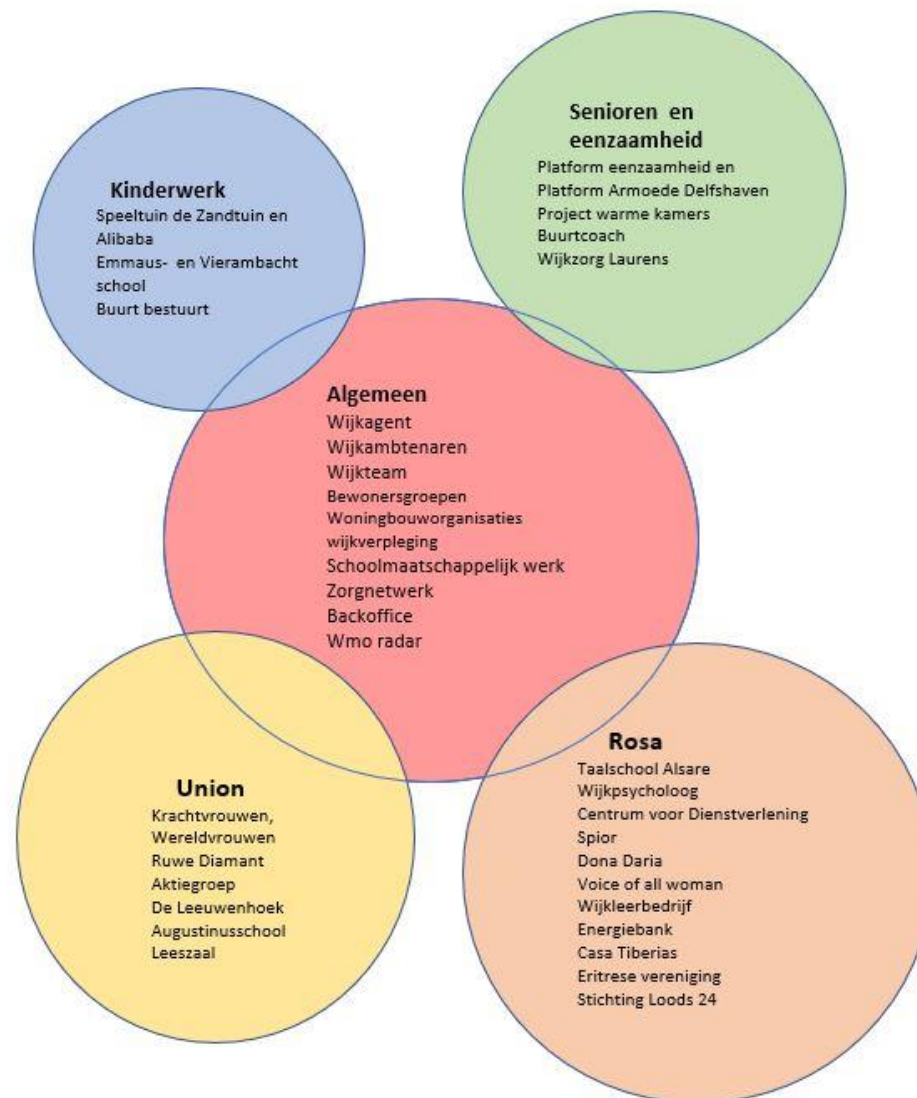 Kinderwerk
Speeltuin de Zandtuin en
Alibaba
Emmaus- en Vierambacht
school
Buurt bestuurt
Senioren en
eenzaamheid
Platform eenzaamheid en
Platform Armoede Delfshaven
Project warme kamers
Buurtcoach
Wijkzorg Laurens
Algemeen
Wijkagent
Wijkambtenaren
Wijkteam
Bewonersgroepen
Woningbouworganisaties
wijkverpleging
Schoolmaatschappelijk werk
Zorgnetwerk
Backoffice
Wmo radar
Union
Krachtvrouwen,
Wereldvrouwen
Ruwe Diamant
Aktiegroep
De Leeuwenhoek
Augustinusschool
Leeszaal
Rosa
Taalschool Alsare
Wijkpsycholoog
Centrum voor Dienstverlening
Spior
Dona Daria
Voice of all woman
Wijkleerbedrijf
Energiebank
Casa Tiberias
Eritrese vereniging
Stichting Loods 24